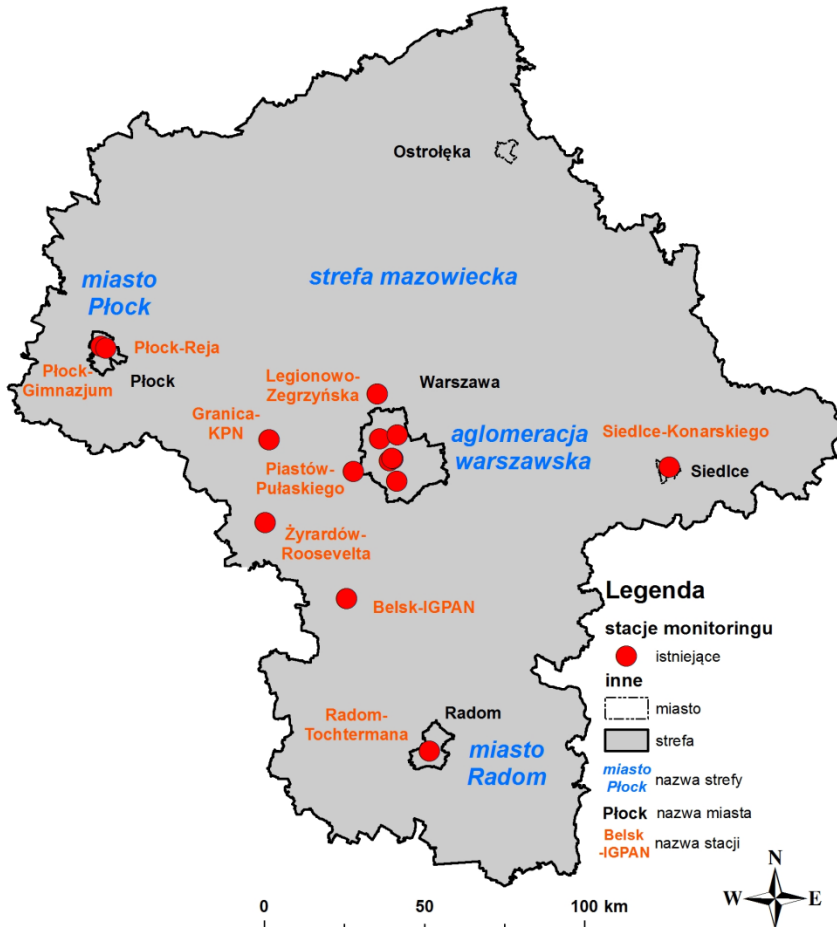 Ostrołęka
miasto
Płock
strefa mazowiecka
Płock-Reja
Płock-
Gimnazjum
Płock
Legionowo-
Zegrzyńska
Warszawa
Granica-
KPN
aglomeracja
warszawska
Siedlce-Konarskiego
Piastów-
Pułaskiego
Siedlce
Żyrardów-
Roosevelta
Belsk-IGPAN
Radom-
Tochtermana
Radom
miasto
Radom
Legenda
stacje monitoringu
istniejące
inne
miasto
strefa
miasto
Płock
nazwa strefy
Płock nazwa miasta
Belsk
-IGPAN
nazwa stacji
N
W E
S
0 50 100 km